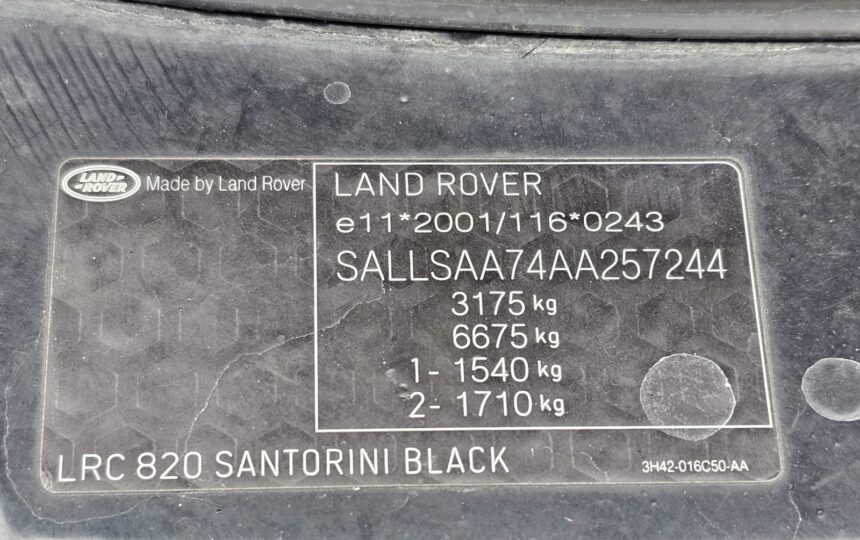 LAND-
-ROVER
Made by Land Rover
LAND ROVER
e11*2001/116*0243
SALLSAA74AA257244
3175 kg
6675 kg
1- 1540 kg
2- 1710 kg
LRC 820 SANTORINI BLACK
3H42-016C50-AA